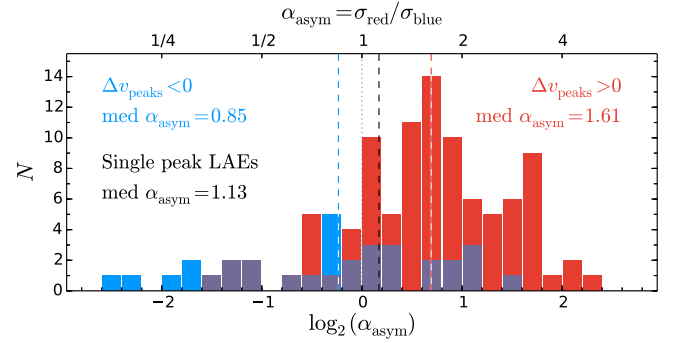 α_asym = σ_red/σ_blue
1/4 1/2 1 2 4
Δv_peaks < 0
med α_asym = 0.85
Single peak LAEs
med α_asym = 1.13
Δv_peaks > 0
med α_asym = 1.61
14
12
10
8
6
4
2
0
N
−2 −1 0 1 2
log₂(α_asym)